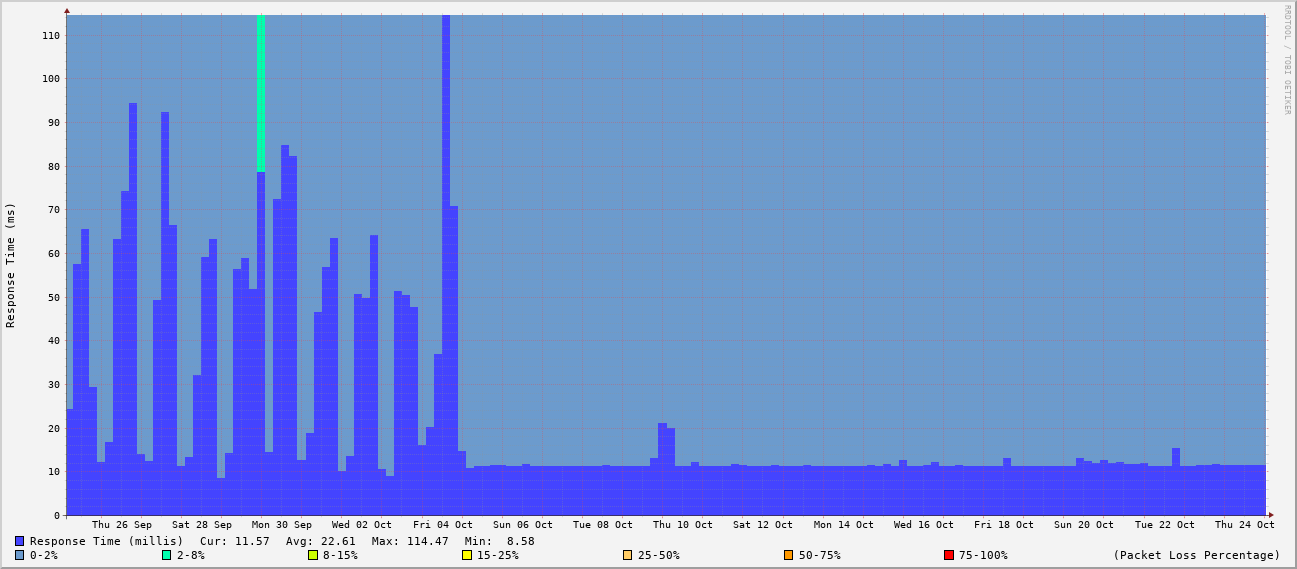 RRDTOOL / TOBI OETIKER
Response Time (ms)
110
100
90
80
70
60
50
40
30
20
10
0
Thu 26 Sep Sat 28 Sep Mon 30 Sep Wed 02 Oct Fri 04 Oct Sun 06 Oct Tue 08 Oct Thu 10 Oct Sat 12 Oct Mon 14 Oct Wed 16 Oct Fri 18 Oct Sun 20 Oct Tue 22 Oct Thu 24 Oct
Response Time (millis) Cur: 11.57 Avg: 22.61 Max: 114.47 Min: 8.58
0-2% 2-8% 8-15% 15-25% 25-50% 50-75% 75-100% (Packet Loss Percentage)